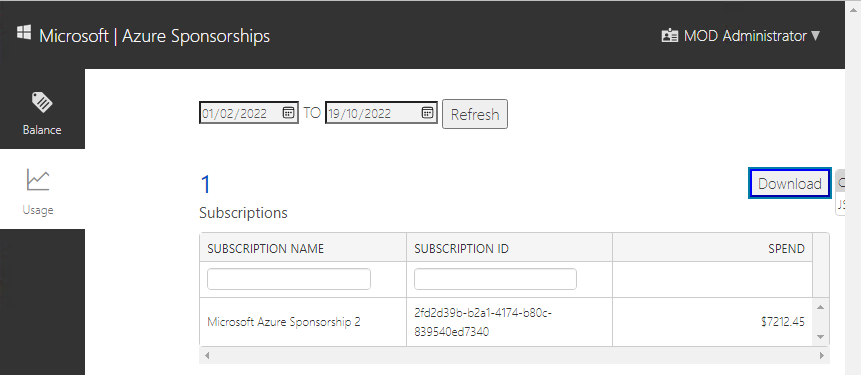 Microsoft | Azure Sponsorships
MOD Administrator ▼
Balance
Usage
01/02/2022 TO 19/10/2022 Refresh
1
Subscriptions
Download
JS
SUBSCRIPTION NAME SUBSCRIPTION ID SPEND
Microsoft Azure Sponsorship 2 2fd2d39b-b2a1-4174-b80c-
839540ed7340 $7212.45